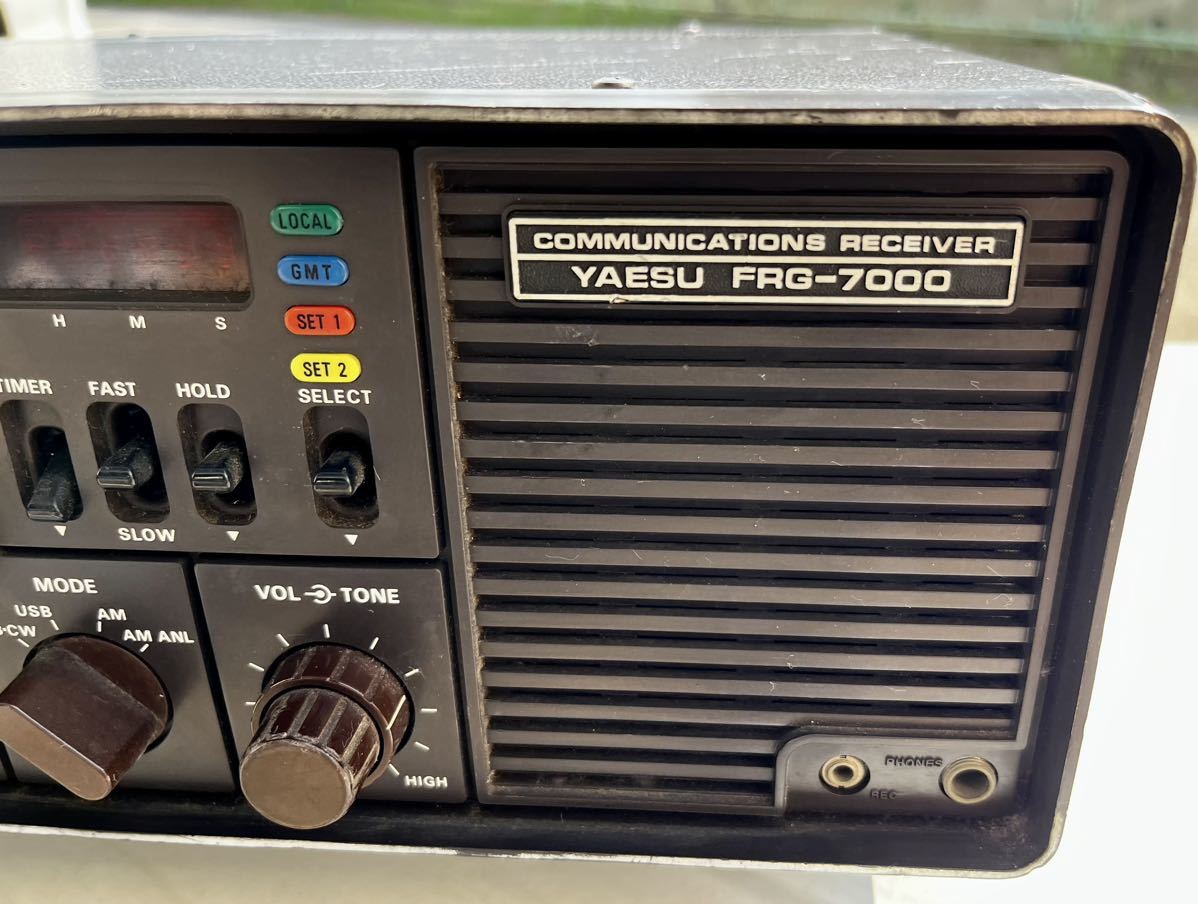 COMMUNICATIONS RECEIVER
YAESU FRG-7000
LOCAL
GMT
SET 1
SET 2
H M S
TIMER FAST HOLD SELECT
SLOW
MODE
USB AM
CW AM ANL
VOL TONE
HIGH
PHONES
REC